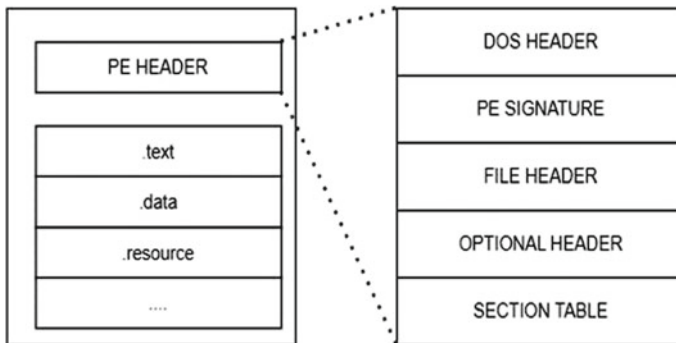 PE HEADER
.text
.data
.resource
....
DOS HEADER
PE SIGNATURE
FILE HEADER
OPTIONAL HEADER
SECTION TABLE